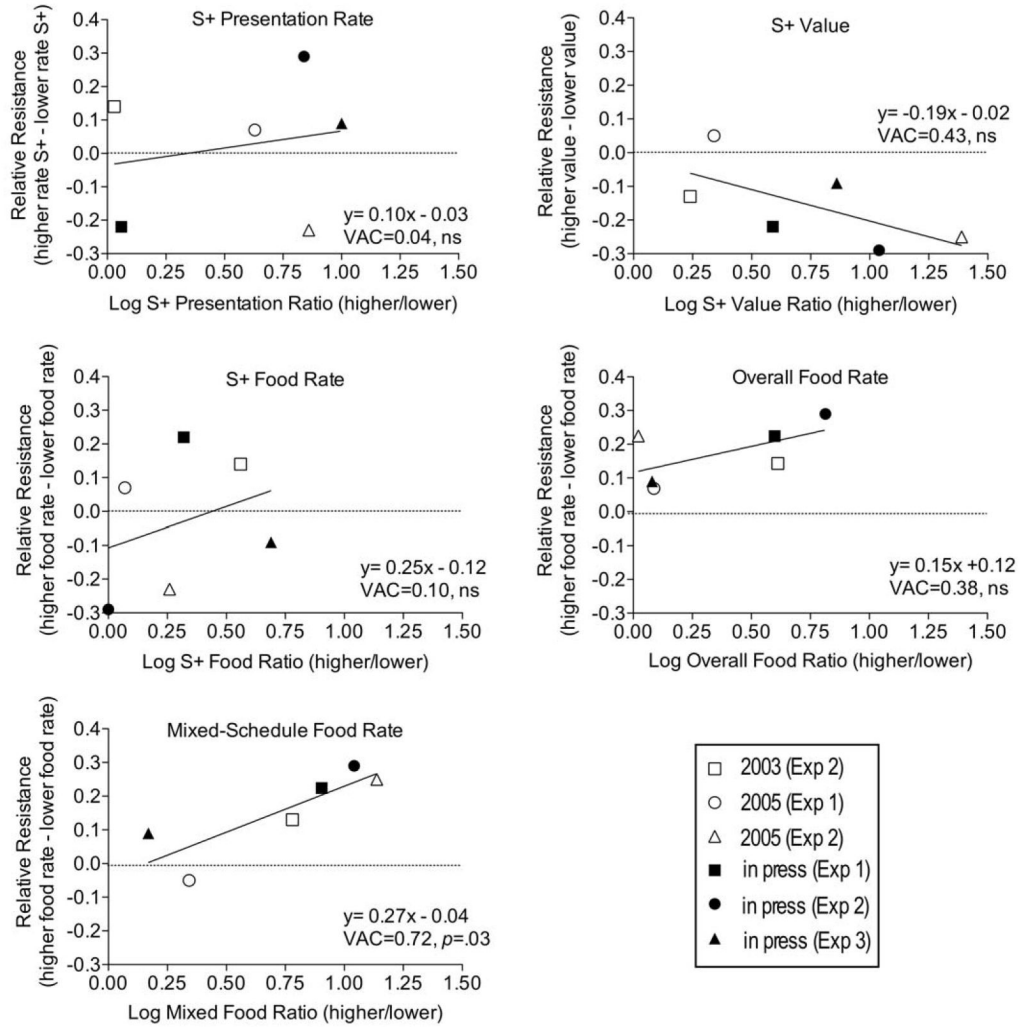 S+ Presentation Rate
Relative Resistance
(higher rate S+ - lower rate S+)
0.4
0.3
0.2
0.1
0.0
-0.1
-0.2
-0.3
y= 0.10x - 0.03
VAC=0.04, ns
0.00 0.25 0.50 0.75 1.00 1.25 1.50
Log S+ Presentation Ratio (higher/lower)
S+ Value
Relative Resistance
(higher value - lower value)
0.4
0.3
0.2
0.1
0.0
-0.1
-0.2
-0.3
y= -0.19x - 0.02
VAC=0.43, ns
0.00 0.25 0.50 0.75 1.00 1.25 1.50
Log S+ Value Ratio (higher/lower)
S+ Food Rate
Relative Resistance
(higher food rate - lower food rate)
0.4
0.3
0.2
0.1
0.0
-0.1
-0.2
-0.3
y= 0.25x - 0.12
VAC=0.10, ns
0.00 0.25 0.50 0.75 1.00 1.25 1.50
Log S+ Food Ratio (higher/lower)
Overall Food Rate
Relative Resistance
(higher food rate - lower food rate)
0.4
0.3
0.2
0.1
0.0
-0.1
-0.2
-0.3
y= 0.15x +0.12
VAC=0.38, ns
0.00 0.25 0.50 0.75 1.00 1.25 1.50
Log Overall Food Ratio (higher/lower)
Mixed-Schedule Food Rate
Relative Resistance
(higher food rate - lower food rate)
0.4
0.3
0.2
0.1
0.0
-0.1
-0.2
-0.3
y= 0.27x - 0.04
VAC=0.72, p=.03
0.00 0.25 0.50 0.75 1.00 1.25 1.50
Log Mixed Food Ratio (higher/lower)
2003 (Exp 2)
2005 (Exp 1)
2005 (Exp 2)
in press (Exp 1)
in press (Exp 2)
in press (Exp 3)